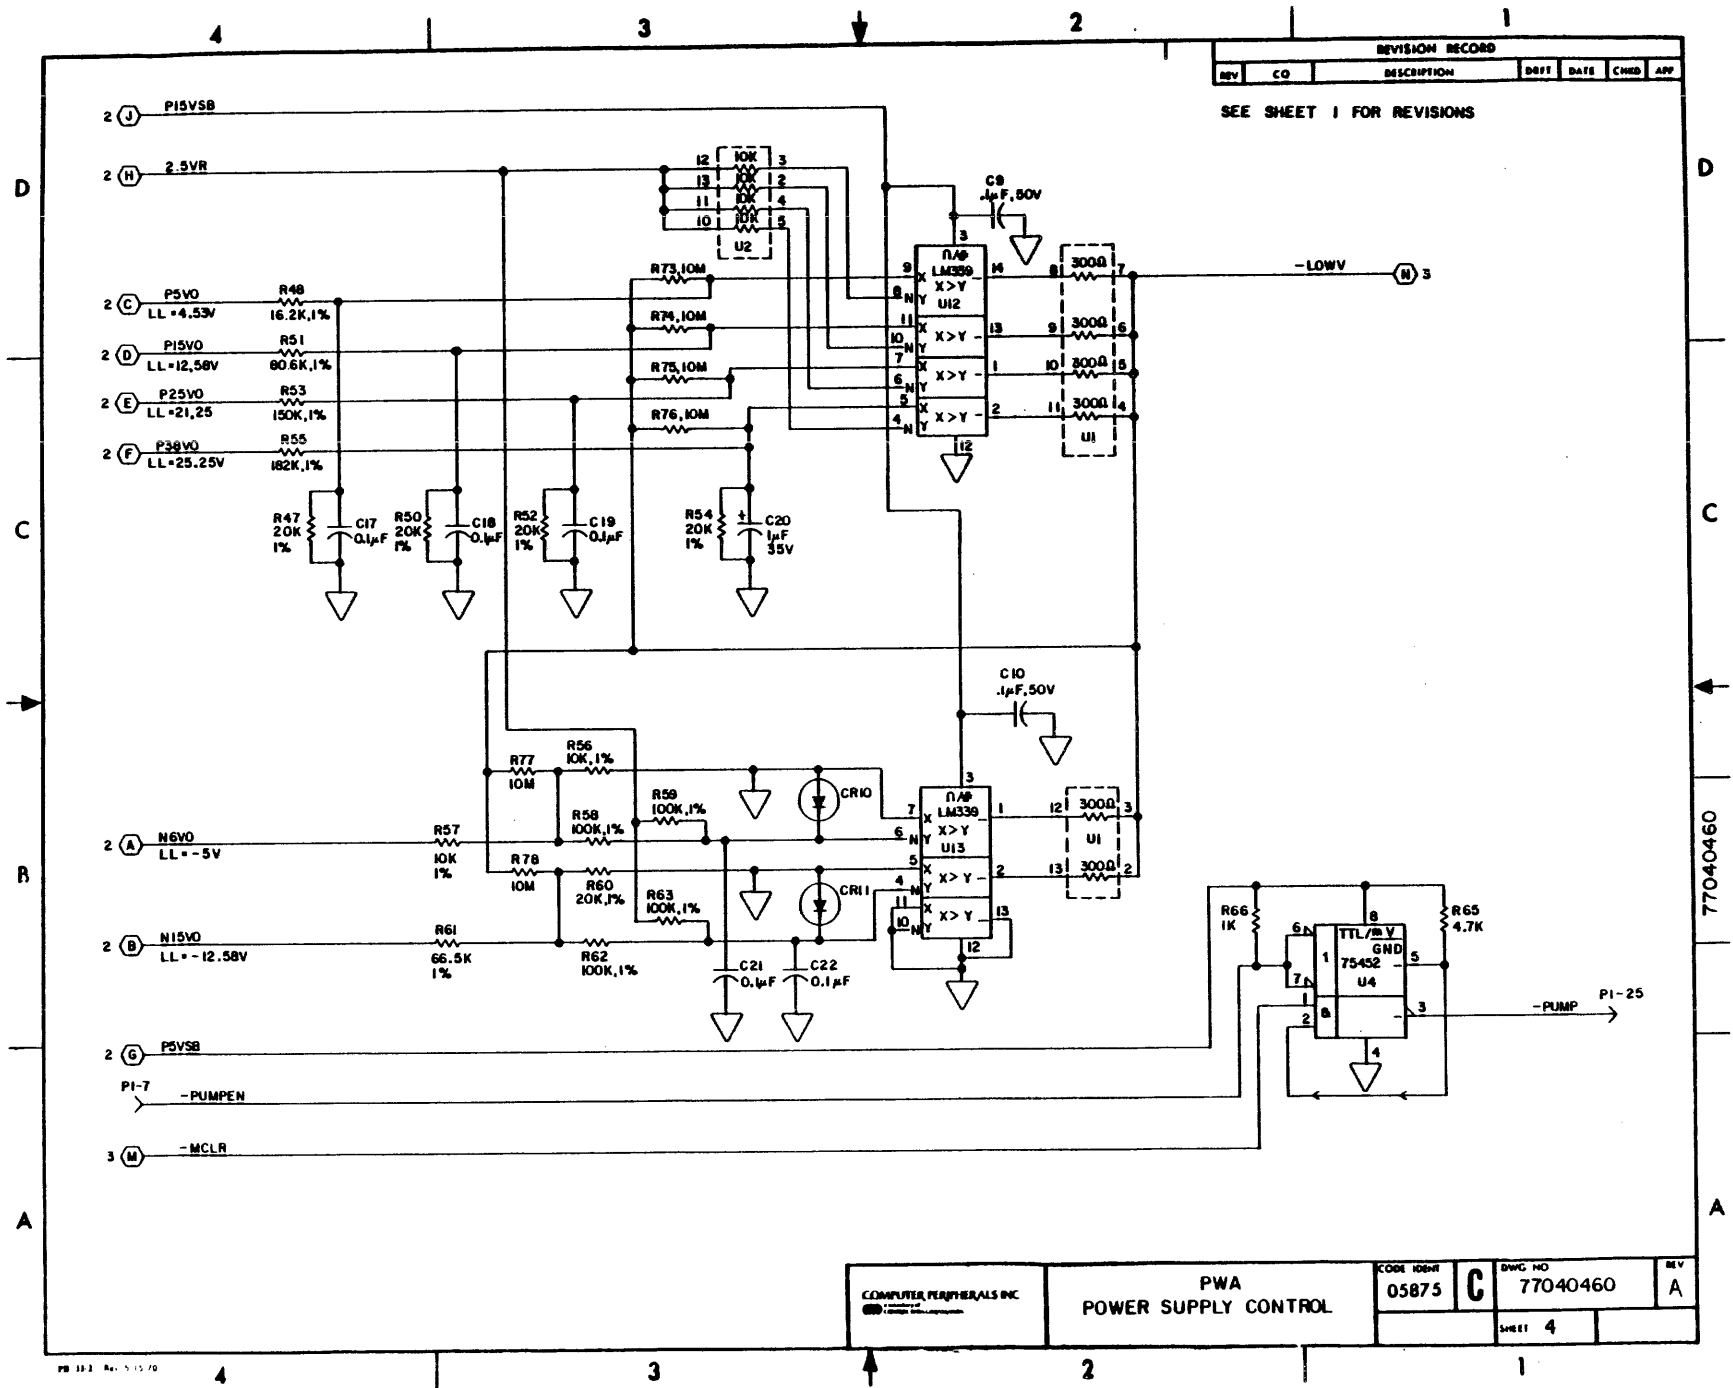 4 3 2 1
REVISION RECORD
REV CO DESCRIPTION DRFT DATE CHKD APP
SEE SHEET 1 FOR REVISIONS
2 J P15VSB
2 H 2.5VR
12 10K 3
13 10K 2
11 10K 4
10 10K 5
U2
D
D
C9
.1µF,50V
3
R73,10M
9 X LM339 14
X>Y
8 N Y U12
8 300Ω 7
-LOWV N 3
2 C P5VO
LL=4.53V
R48
16.2K,1%
R74,10M
11 X X>Y 13
10 N Y
9 300Ω 6
2 D P15VO
LL=12,58V
R51
80.6K,1%
R75,10M
7 X X>Y 1
6 N Y
10 300Ω 5
2 E P25VO
LL=21,25
R53
150K,1%
R76,10M
5 X X>Y 2
4 N Y
11 300Ω 4
U1
12
2 F P38VO
LL=25.25V
R55
182K,1%
C
C
R47
20K
1%
C17
0.1µF
R50
20K
1%
C18
0.1µF
R52
20K
1%
C19
0.1µF
R54
20K
1%
+ C20
1µF
35V
C10
.1µF,50V
3
R77
10M
R56
10K,1%
CR10
R59
100K,1%
R58
100K,1%
7 X LM339 1
X>Y
6 N Y U13
12 300Ω 3
U1
2 A N6VO
LL=-5V
R57
10K
1%
R78
10M
R60
20K,1%
CR11
R63
100K,1%
5 X X>Y 2
4 N Y
13 300Ω 2
11 X X>Y 13
10 N Y
12
B
B
2 B N15VO
LL=-12.58V
R61
66.5K
1%
R62
100K,1%
C21
0.1µF
C22
0.1µF
R66
1K
R65
4.7K
8
6 TTL/mV
GND
1 75452 5
7 U4
1
& 3
2
4
-PUMP P1-25
2 G P5VSB
P1-7
-PUMPEN
3 M -MCLR
77040460
A
A
COMPUTER PERIPHERALS INC
PWA
POWER SUPPLY CONTROL
CODE IDENT
05875
C
DWG NO
77040460
REV
A
SHEET 4
4 3 2 1